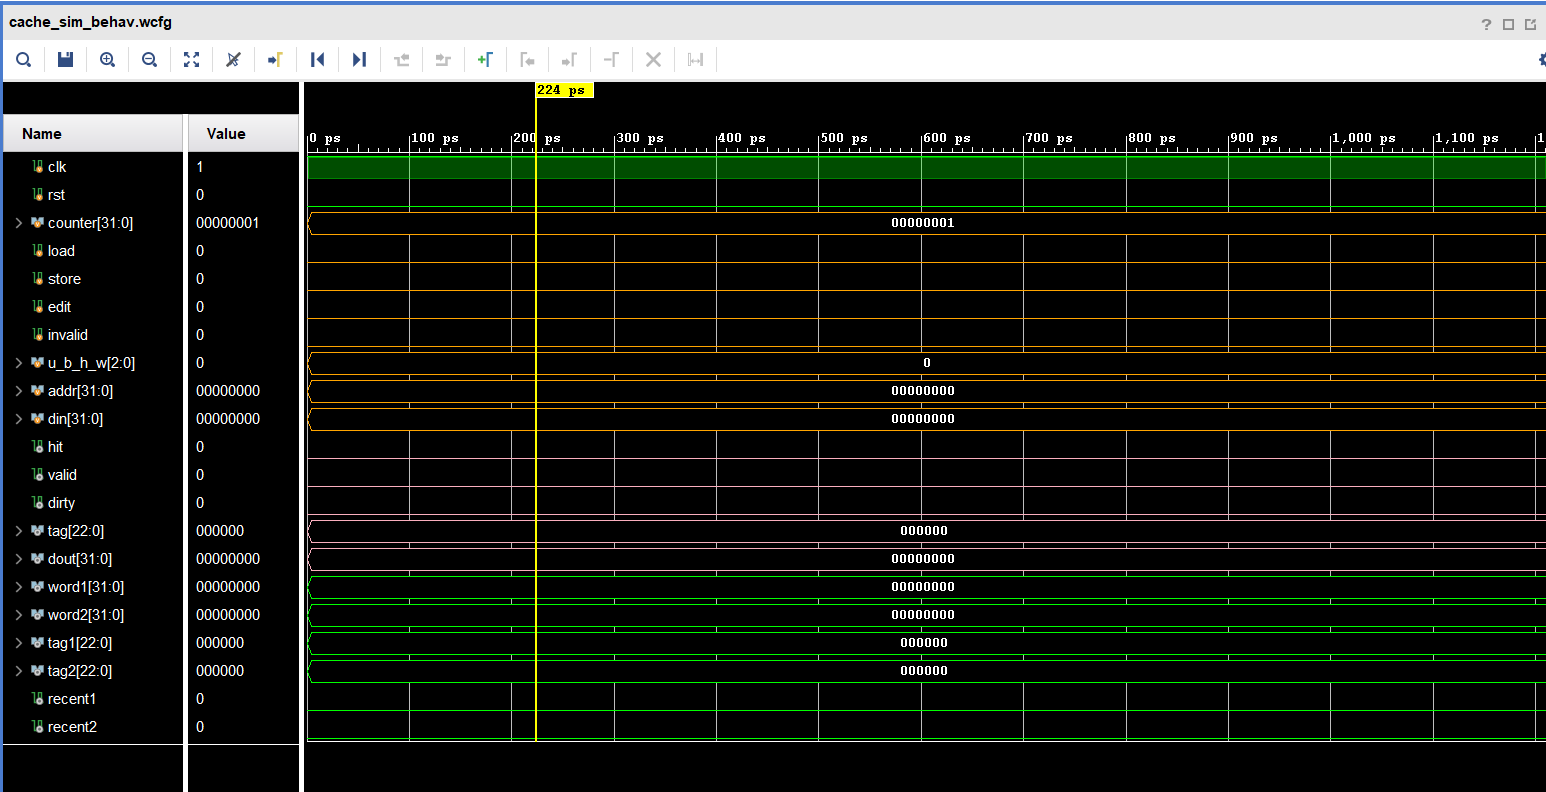 cache_sim_behav.wcfg
?
224 ps
Name Value
0 ps 100 ps 200 ps 300 ps 400 ps 500 ps 600 ps 700 ps 800 ps 900 ps 1,000 ps 1,100 ps 1
clk 1
rst 0
counter[31:0] 00000001 00000001
load 0
store 0
edit 0
invalid 0
u_b_h_w[2:0] 0 0
addr[31:0] 00000000 00000000
din[31:0] 00000000 00000000
hit 0
valid 0
dirty 0
tag[22:0] 000000 000000
dout[31:0] 00000000 00000000
word1[31:0] 00000000 00000000
word2[31:0] 00000000 00000000
tag1[22:0] 000000 000000
tag2[22:0] 000000 000000
recent1 0
recent2 0